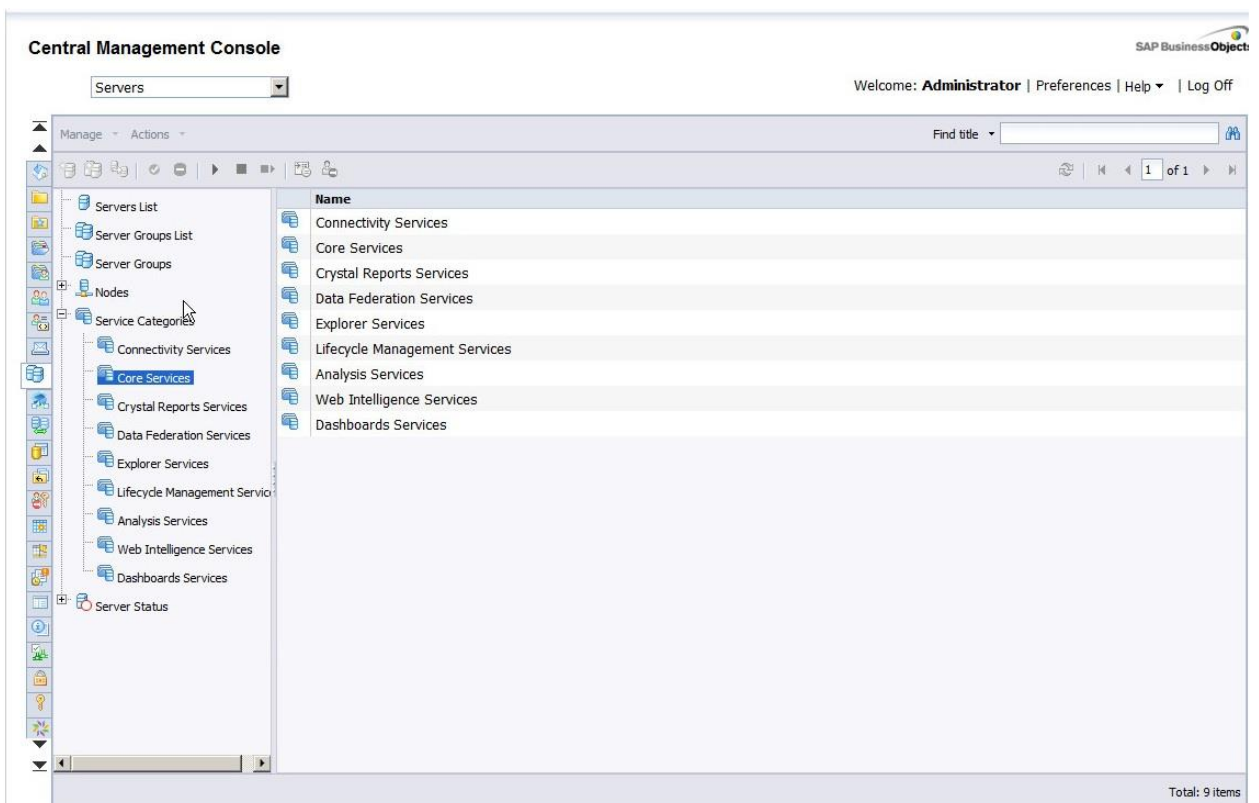 Central Management Console
SAP BusinessObjects
Servers
Welcome: Administrator | Preferences | Help | Log Off
Manage Actions
Find title
1 of 1
Servers List
Server Groups List
Server Groups
Nodes
Service Categories
Connectivity Services
Core Services
Crystal Reports Services
Data Federation Services
Explorer Services
Lifecycle Management Servic
Analysis Services
Web Intelligence Services
Dashboards Services
Server Status
Name
Connectivity Services
Core Services
Crystal Reports Services
Data Federation Services
Explorer Services
Lifecycle Management Services
Analysis Services
Web Intelligence Services
Dashboards Services
Total: 9 items